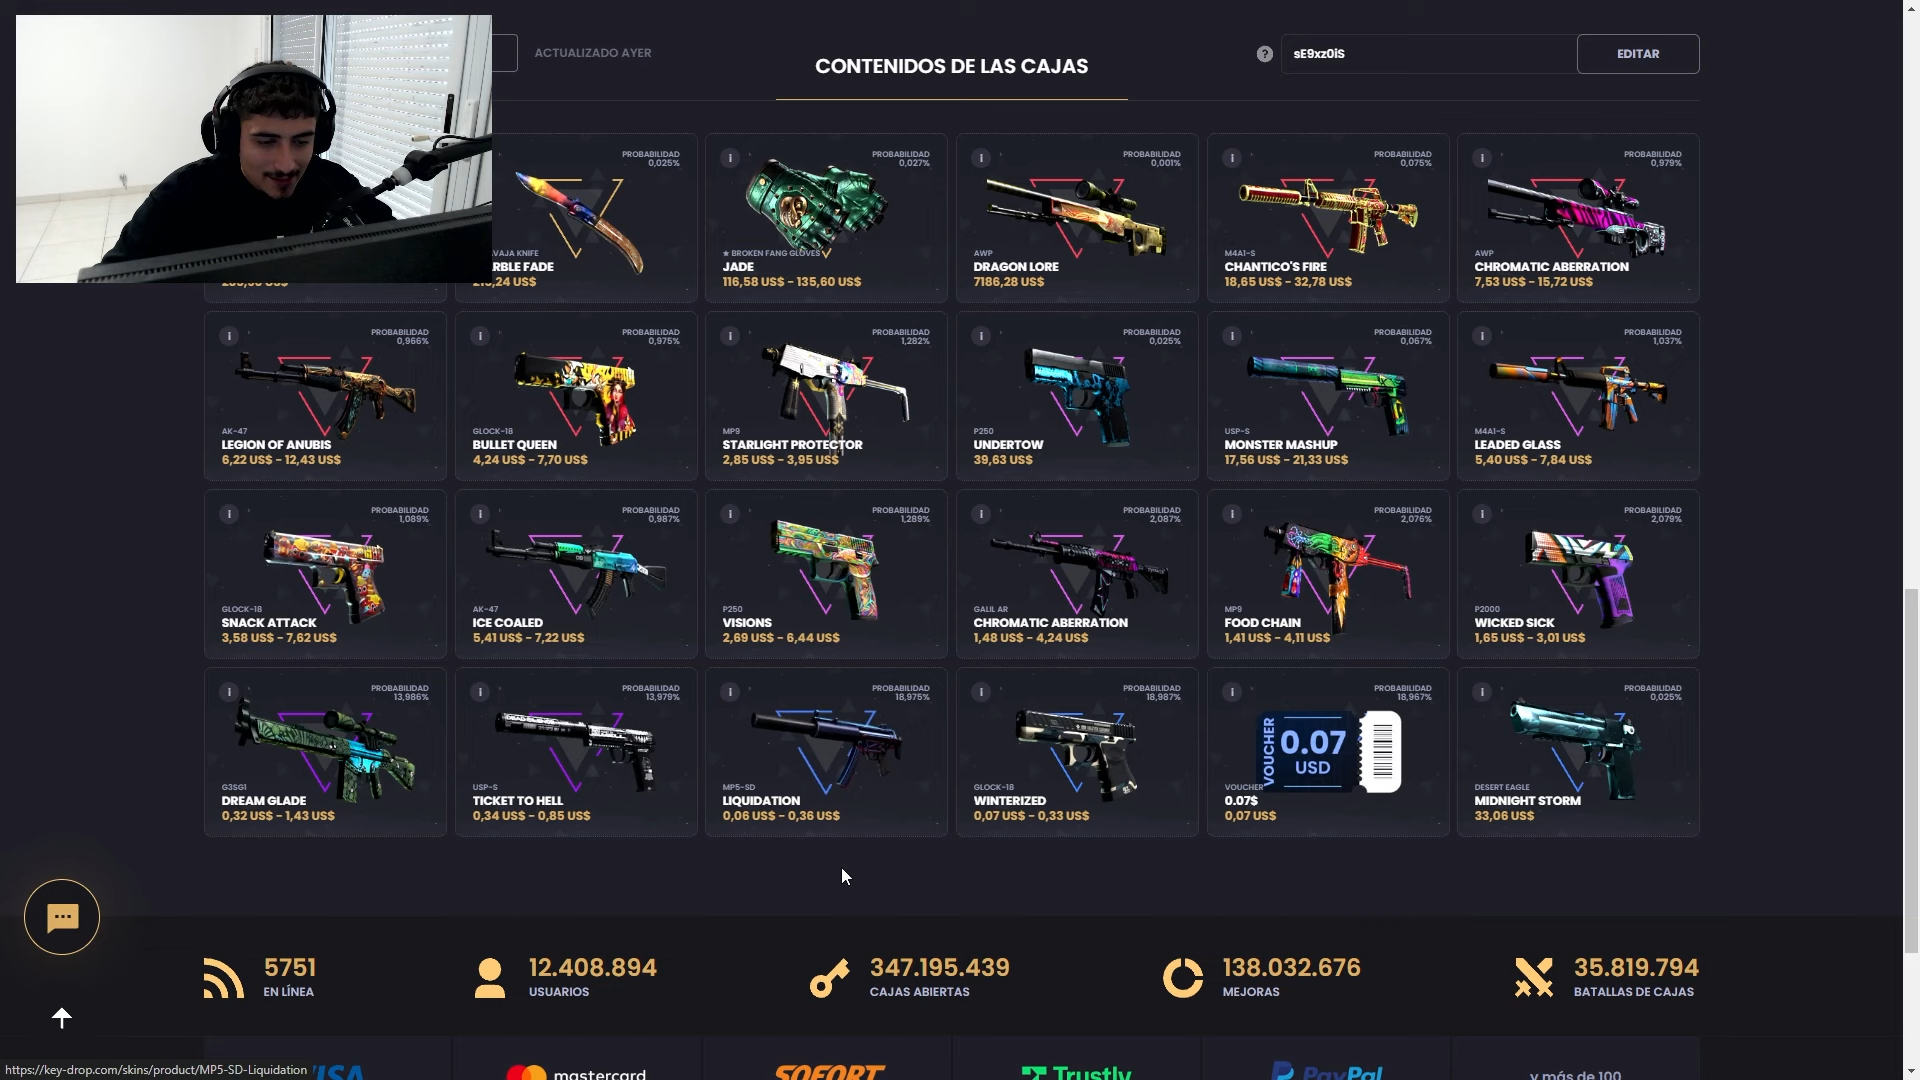 ACTUALIZADO AYER
CONTENIDOS DE LAS CAJAS
?
sE9xz0iS
EDITAR
PROBABILIDAD
0,025%
RBLE FADE
,24 US$
i
PROBABILIDAD
0,027%
★ BROKEN FANG GLOVES
JADE
116,58 US$ - 135,60 US$
i
PROBABILIDAD
0,001%
AWP
DRAGON LORE
7186,28 US$
i
PROBABILIDAD
0,075%
M4A1-S
CHANTICO'S FIRE
18,65 US$ - 32,78 US$
i
PROBABILIDAD
0,979%
AWP
CHROMATIC ABERRATION
7,53 US$ - 15,72 US$
i
PROBABILIDAD
0,966%
AK-47
LEGION OF ANUBIS
6,22 US$ - 12,43 US$
i
PROBABILIDAD
0,975%
GLOCK-18
BULLET QUEEN
4,24 US$ - 7,70 US$
i
PROBABILIDAD
1,282%
MP9
STARLIGHT PROTECTOR
2,85 US$ - 3,95 US$
i
PROBABILIDAD
0,025%
P250
UNDERTOW
39,63 US$
i
PROBABILIDAD
0,067%
USP-S
MONSTER MASHUP
17,56 US$ - 21,33 US$
i
PROBABILIDAD
1,037%
M4A1-S
LEADED GLASS
5,40 US$ - 7,84 US$
i
PROBABILIDAD
1,089%
GLOCK-18
SNACK ATTACK
3,58 US$ - 7,62 US$
i
PROBABILIDAD
0,987%
AK-47
ICE COALED
5,41 US$ - 7,22 US$
i
PROBABILIDAD
1,289%
P250
VISIONS
2,69 US$ - 6,44 US$
i
PROBABILIDAD
2,087%
GALIL AR
CHROMATIC ABERRATION
1,48 US$ - 4,24 US$
i
PROBABILIDAD
2,076%
MP9
FOOD CHAIN
1,41 US$ - 4,11 US$
i
PROBABILIDAD
2,079%
P2000
WICKED SICK
1,65 US$ - 3,01 US$
i
PROBABILIDAD
13,986%
G3SG1
DREAM GLADE
0,32 US$ - 1,43 US$
i
PROBABILIDAD
13,979%
USP-S
TICKET TO HELL
0,34 US$ - 0,85 US$
i
PROBABILIDAD
18,975%
MP5-SD
LIQUIDATION
0,06 US$ - 0,36 US$
i
PROBABILIDAD
18,987%
GLOCK-18
WINTERIZED
0,07 US$ - 0,33 US$
i
PROBABILIDAD
18,967%
VOUCHER
0.07
USD
VOUCHER
0.07$
0,07 US$
i
PROBABILIDAD
0,025%
DESERT EAGLE
MIDNIGHT STORM
33,06 US$
5751
EN LÍNEA
12.408.894
USUARIOS
347.195.439
CAJAS ABIERTAS
138.032.676
MEJORAS
35.819.794
BATALLAS DE CAJAS
https://key-drop.com/skins/product/MP5-SD-Liquidation
mastercard
SOFORT
Trustly
PayPal
y más de 100